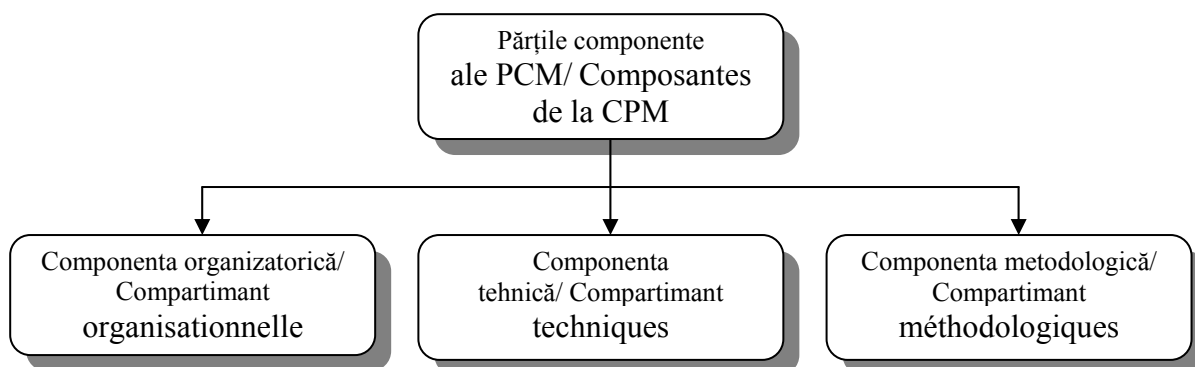 Părțile componente
ale PCM/ Composantes
de la CPM
Componenta organizatorică/
Compartimant
organisationnelle
Componenta
tehnică/ Compartimant
techniques
Componenta metodologică/
Compartimant
méthodologiques